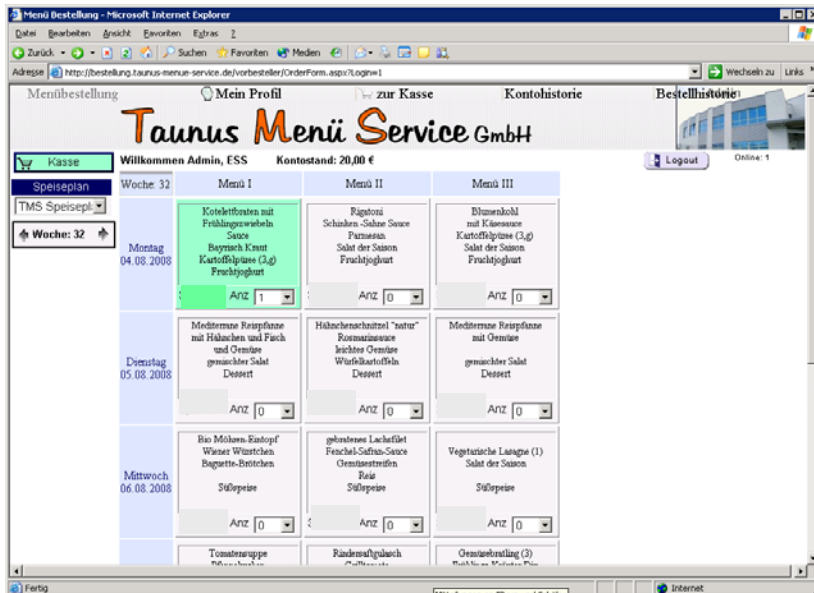 Menü Bestellung - Microsoft Internet Explorer
Datei Bearbeiten Ansicht Favoriten Extras ?
Zurück Suchen Favoriten Medien
Adresse http://bestellung.taunus-menue-service.de/vorbesteller/OrderForm.aspx?Login=1 Wechseln zu Links
Menübestellung Mein Profil zur Kasse Kontohistorie Bestellhistorie
Taunus Menü Service GmbH
Kasse Willkommen Admin, ESS Kontostand: 20,00 € Logout Online: 1
Speiseplan Woche: 32 Menü I Menü II Menü III
TMS Speisepl
Woche: 32
Montag
04.08.2008
Kotelettbraten mit
Frühlingszwiebeln
Sauce
Bayrisch Kraut
Kartoffelpüree (3,g)
Fruchtjoghurt
Anz 1
Rigatoni
Schinken -Sahne Sauce
Parmesan
Salat der Saison
Fruchtjoghurt
Anz 0
Blumenkohl
mit Käsesauce
Kartoffelpüree (3,g)
Salat der Saison
Fruchtjoghurt
Anz 0
Dienstag
05.08.2008
Mediterrane Reispfanne
mit Hähnchen und Fisch
und Gemüse
gemischter Salat
Dessert
Anz 0
Hähnchenschnitzel "natur"
Rosmarinsauce
leichtes Gemüse
Würfelkartoffeln
Dessert
Anz 0
Mediterrane Reispfanne
mit Gemüse
gemischter Salat
Dessert
Anz 0
Mittwoch
06.08.2008
Bio Möhren-Eintopf
Wiener Würstchen
Baguette-Brötchen
Süßspeise
Anz 0
gebratenes Lachsfilet
Fenchel-Safran-Sauce
Gemüsestreifen
Reis
Süßspeise
Anz 0
Vegetarische Lasagne (1)
Salat der Saison
Süßspeise
Anz 0
Tomatensuppe
Rindersaftgulasch
Gemüsebratling (3)
Fertig Internet